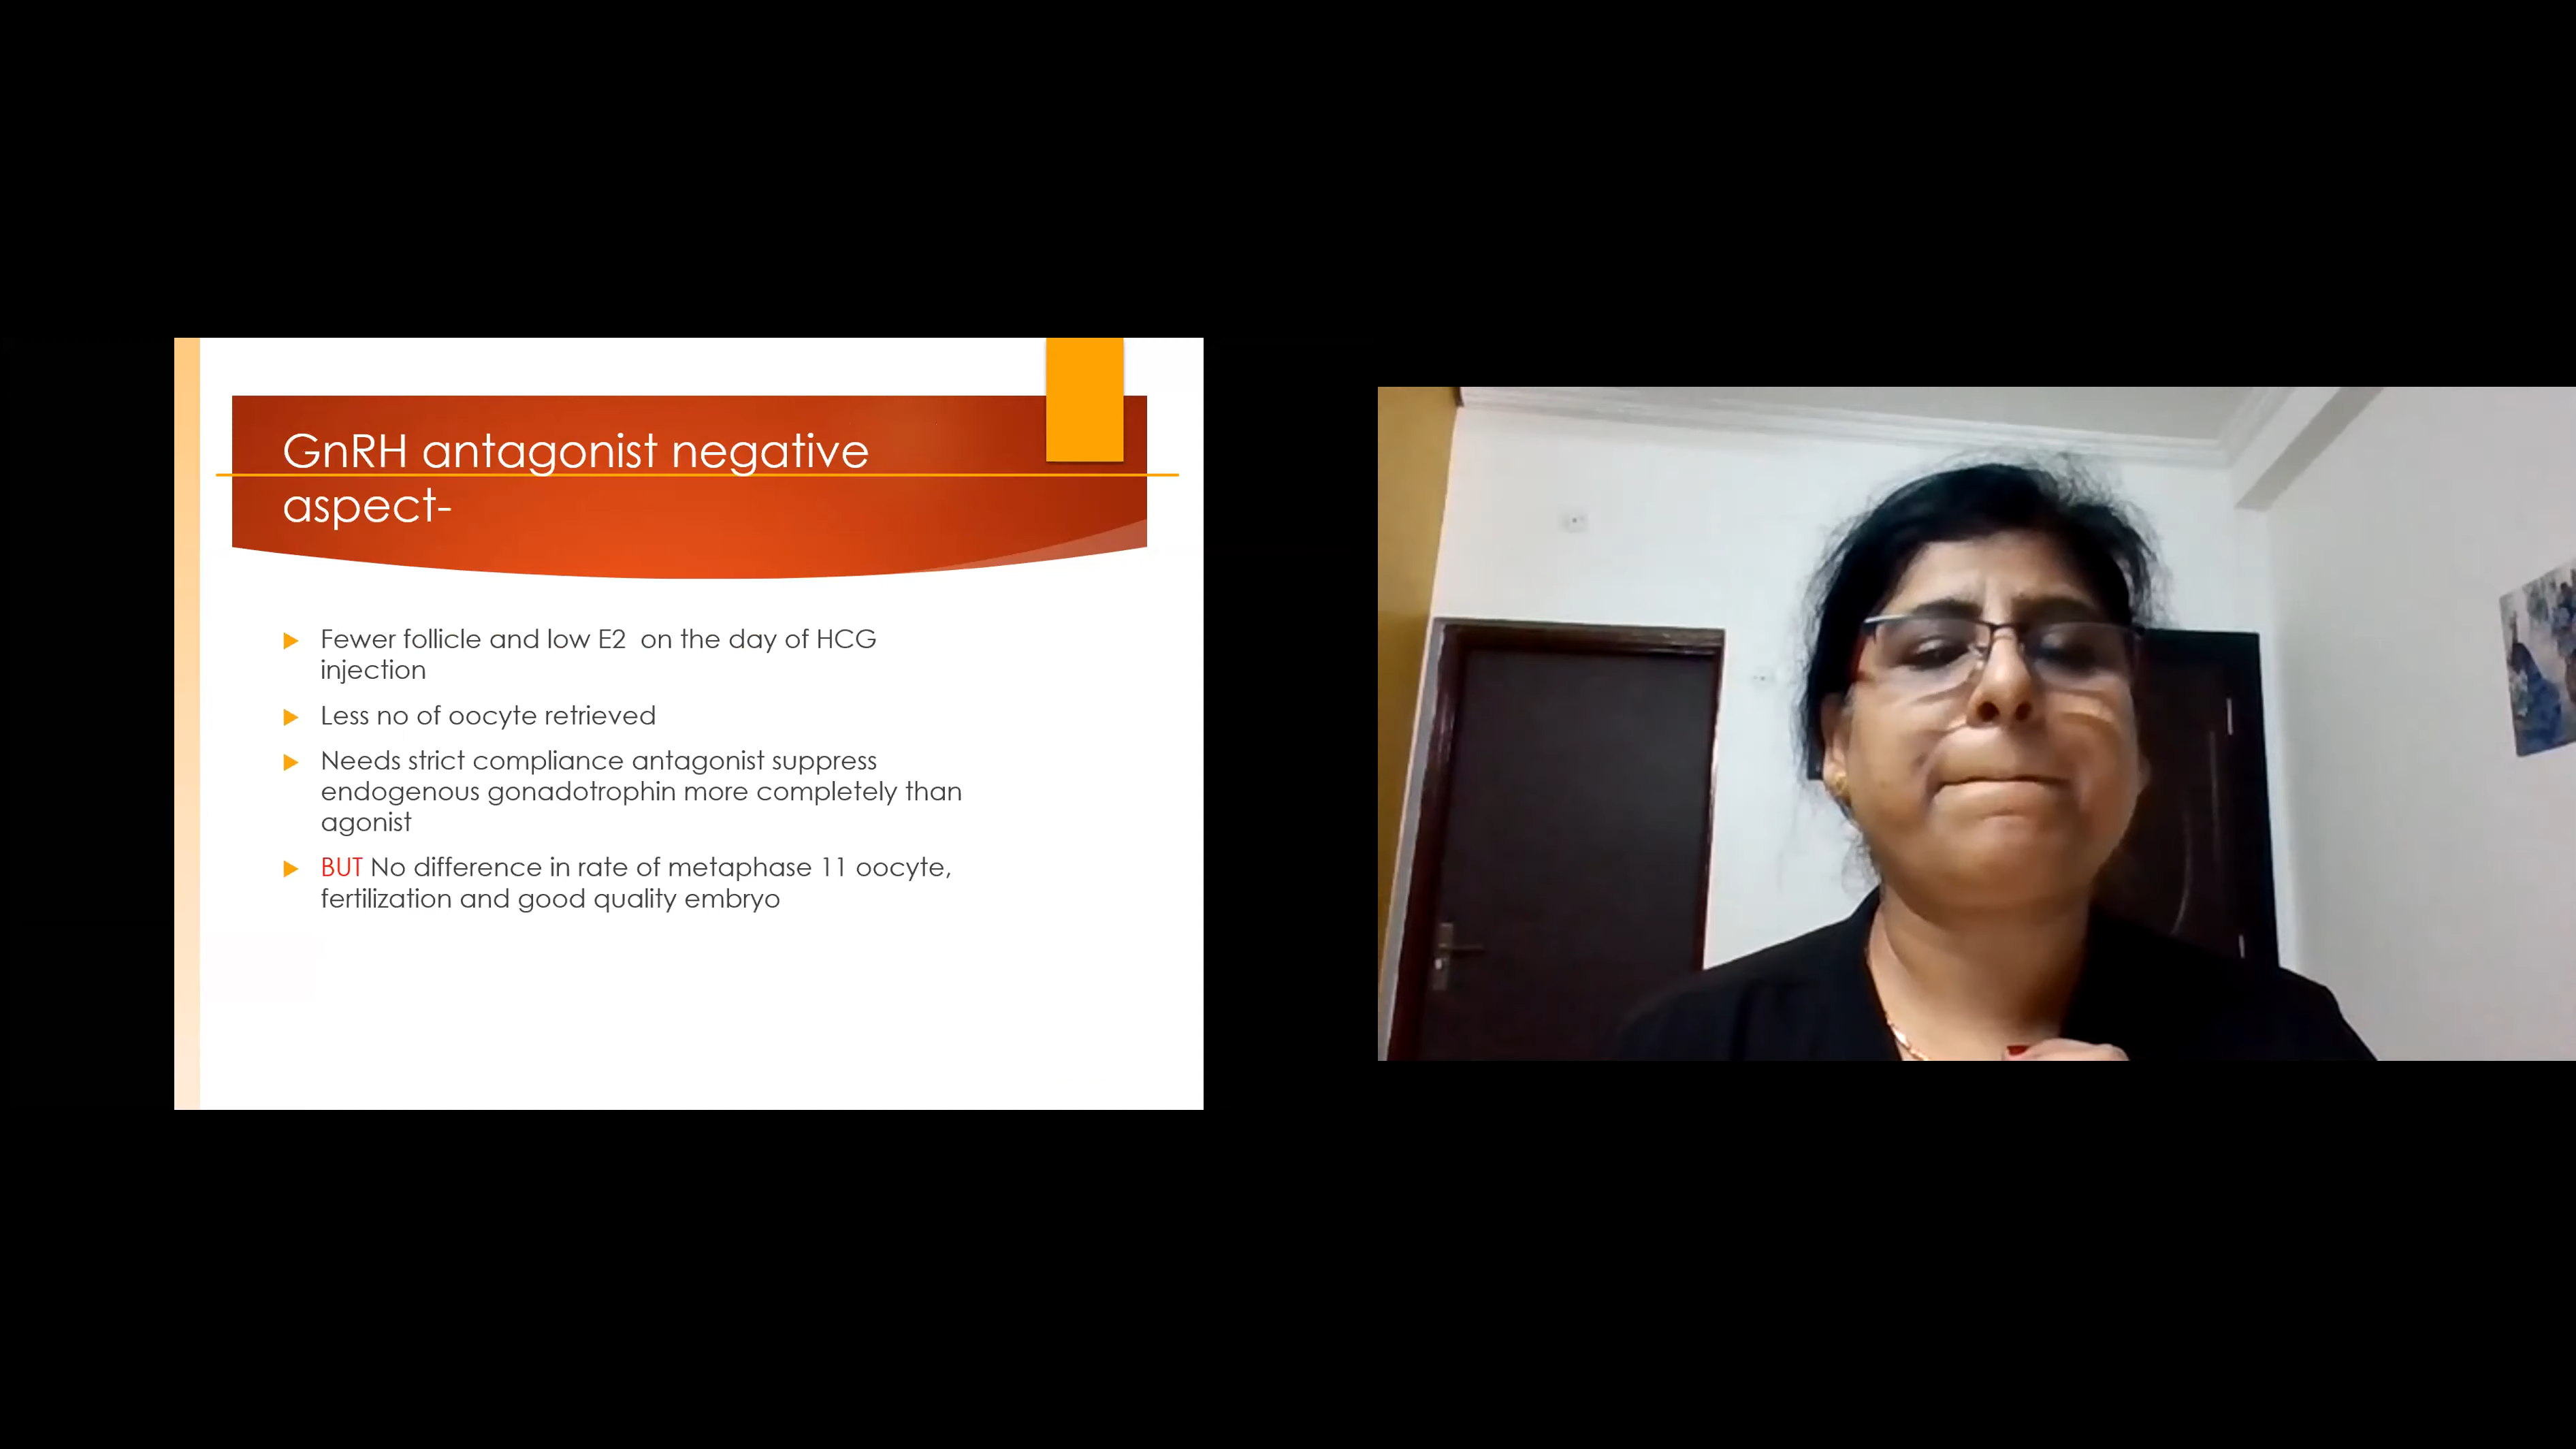 GnRH antagonist negative
aspect-
Fewer follicle and low E2 on the day of HCG
injection
Less no of oocyte retrieved
Needs strict compliance antagonist suppress
endogenous gonadotrophin more completely than
agonist
BUT No difference in rate of metaphase 11 oocyte,
fertilization and good quality embryo